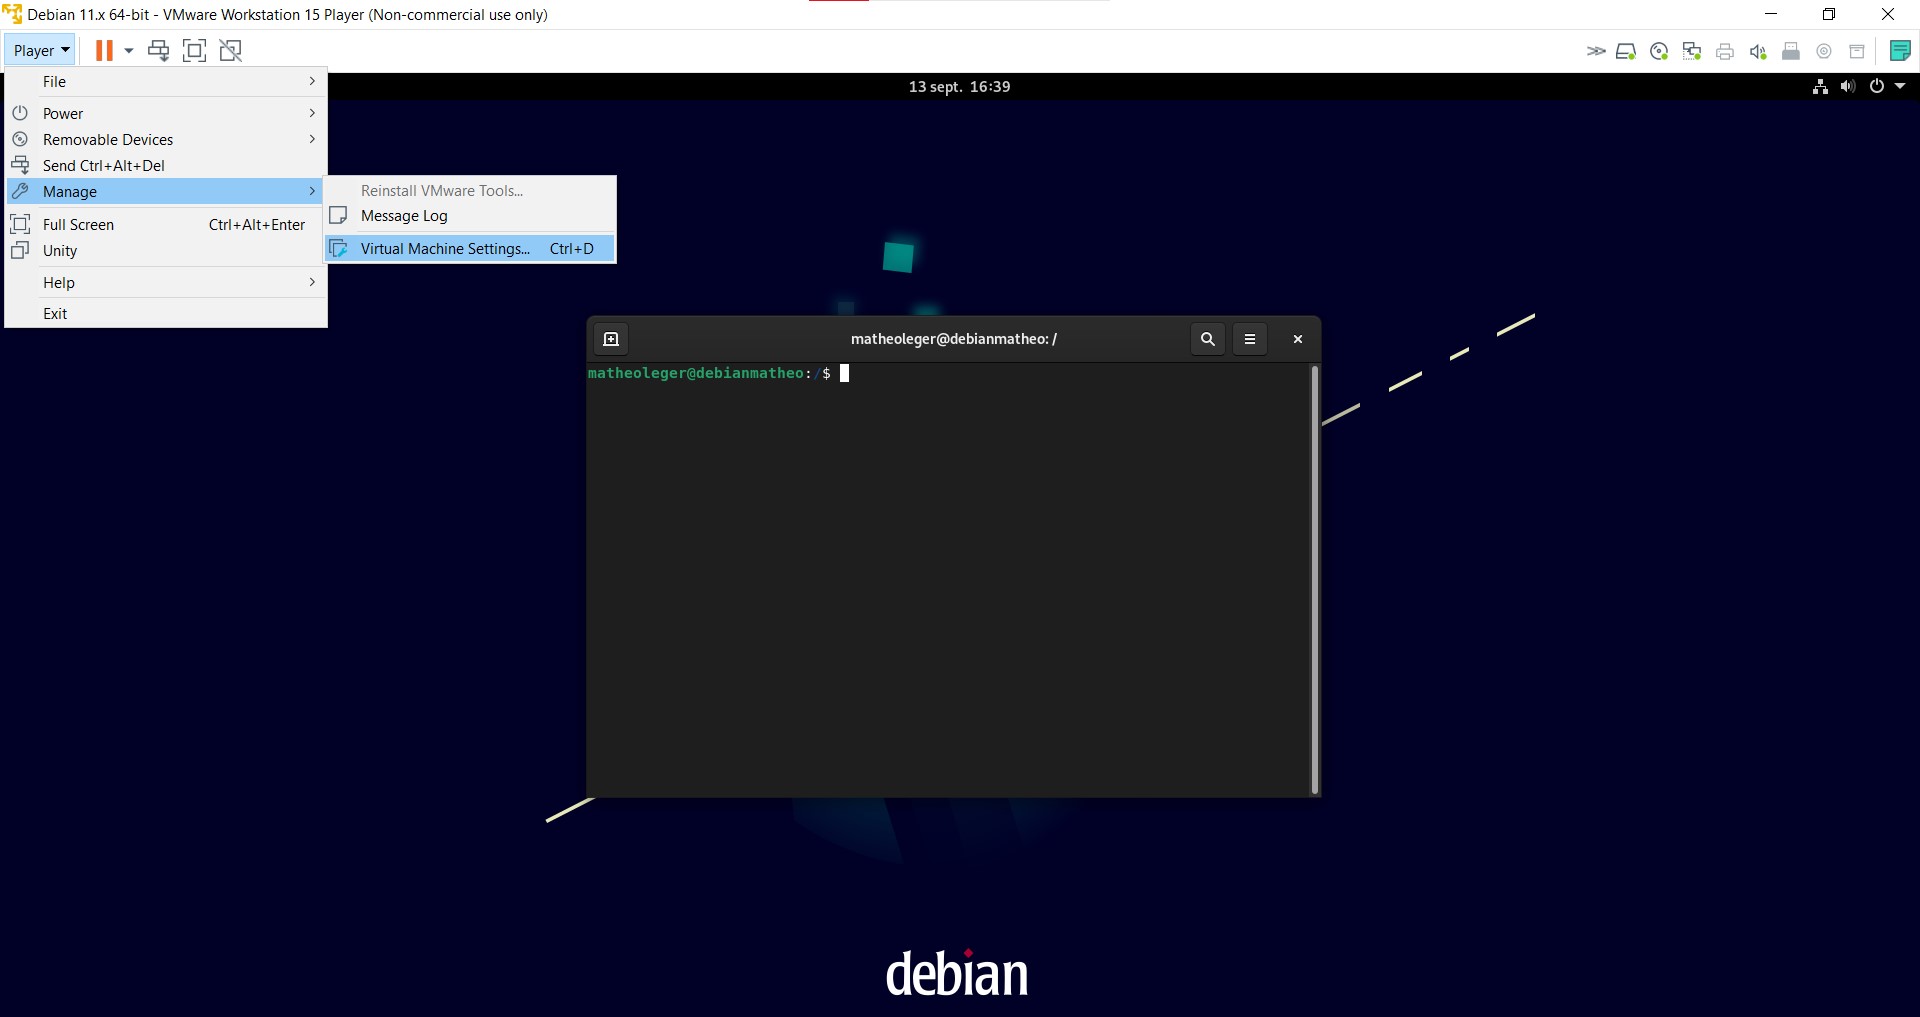 Debian 11.x 64-bit - VMware Workstation 15 Player (Non-commercial use only)
Player
File
13 sept. 16:39
Power
Removable Devices
Send Ctrl+Alt+Del
Manage
Reinstall VMware Tools...
Message Log
Full Screen Ctrl+Alt+Enter
Virtual Machine Settings... Ctrl+D
Unity
Help
Exit
matheoleger@debianmatheo: /
matheoleger@debianmatheo:/$
debian